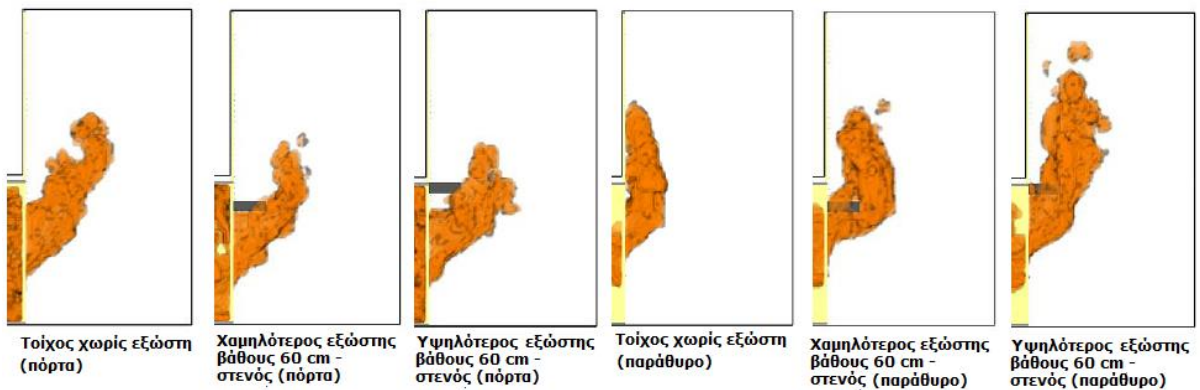 Τοίχος χωρίς εξώστη
(πόρτα)
Χαμηλότερος εξώστης
βάθους 60 cm -
στενός (πόρτα)
Υψηλότερος εξώστης
βάθους 60 cm -
στενός (πόρτα)
Τοίχος χωρίς εξώστη
(παράθυρο)
Χαμηλότερος εξώστης
βάθους 60 cm -
στενός (παράθυρο)
Υψηλότερος εξώστης
βάθους 60 cm -
στενός (παράθυρο)